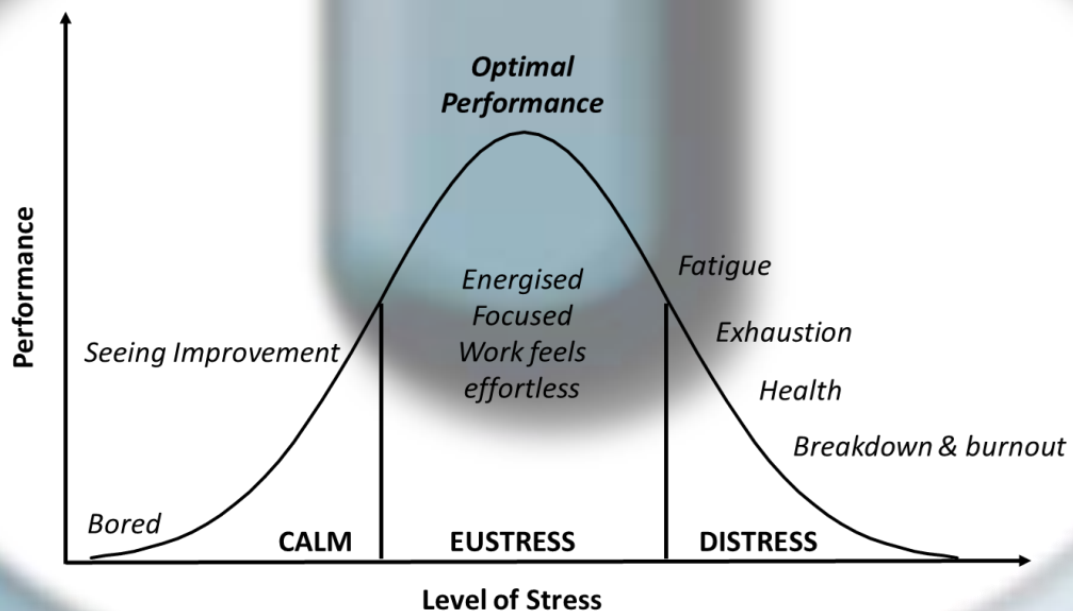 Optimal
Performance
Performance
Energised
Focused
Work feels
effortless
Seeing Improvement
Bored
Fatigue
Exhaustion
Health
Breakdown & burnout
CALM
EUSTRESS
DISTRESS
Level of Stress